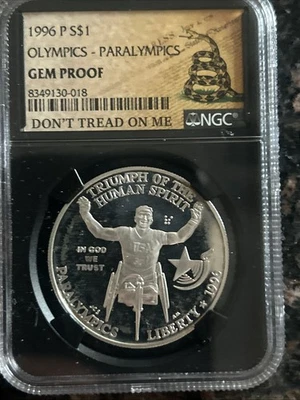 1996 P S$1
OLYMPICS - PARALYMPICS
GEM PROOF
8349130-018
DON'T TREAD ON ME
NGC
TRIUMPH OF THE
HUMAN SPIRIT
IN GOD
WE
TRUST
USA
PARALYMPICS
LIBERTY
1996